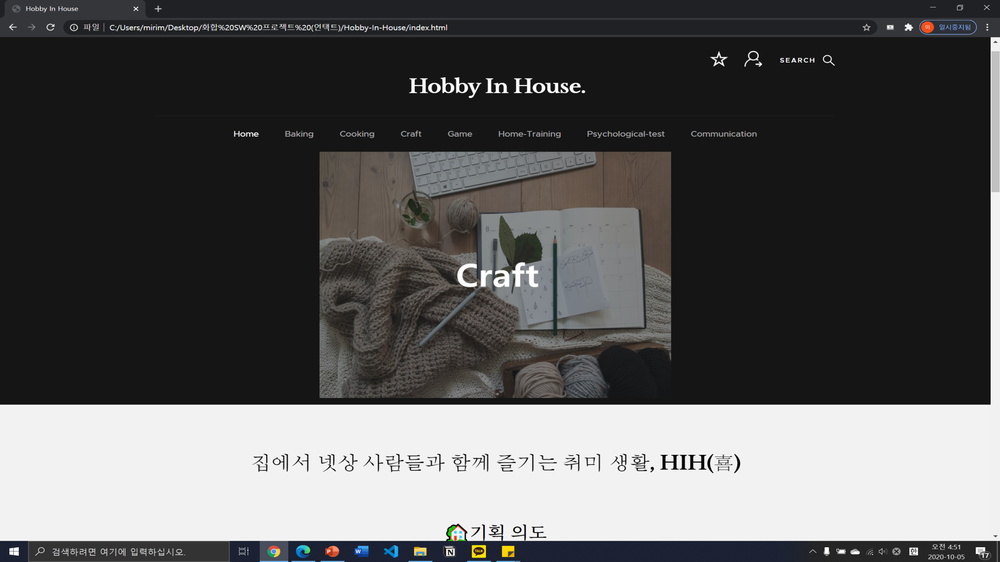 Hobby In House
파일 | C:/Users/mirim/Desktop/화합%20SW%20프로젝트%20(언택트)/Hobby-In-House/index.html
미 일시중지됨
SEARCH
Hobby In House.
Home Baking Cooking Craft Game Home-Training Psychological-test Communication
Craft
집에서 넷상 사람들과 함께 즐기는 취미 생활, HIH(喜)
기획 의도
검색하려면 여기에 입력하십시오.
TALK
한
오전 4:51
2020-10-05
17